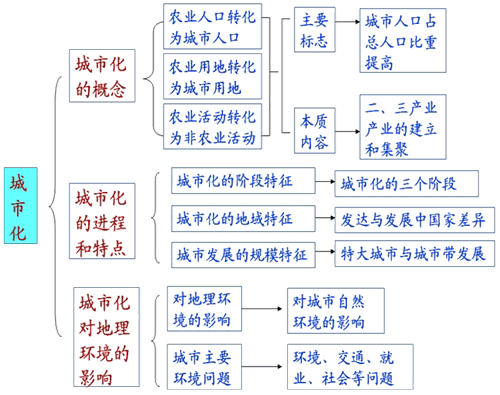 城
市
化
城市化
的概念
农业人口转化
为城市人口
农业用地转化
为城市用地
农业活动转化
为非农业活动
主要
标志
城市人口占
总人口比重
提高
本质
内容
二、三产业
产业的建立
和集聚
城市化
的进程
和特点
城市化的阶段特征
城市化的三个阶段
城市化的地域特征
发达与发展中国家差异
城市发展的规模特征
特大城市与城市带发展
城市化
对地理
环境的
影响
对地理环
境的影响
对城市自然
环境的影响
城市主要
环境问题
环境、交通、就
业、社会等问题